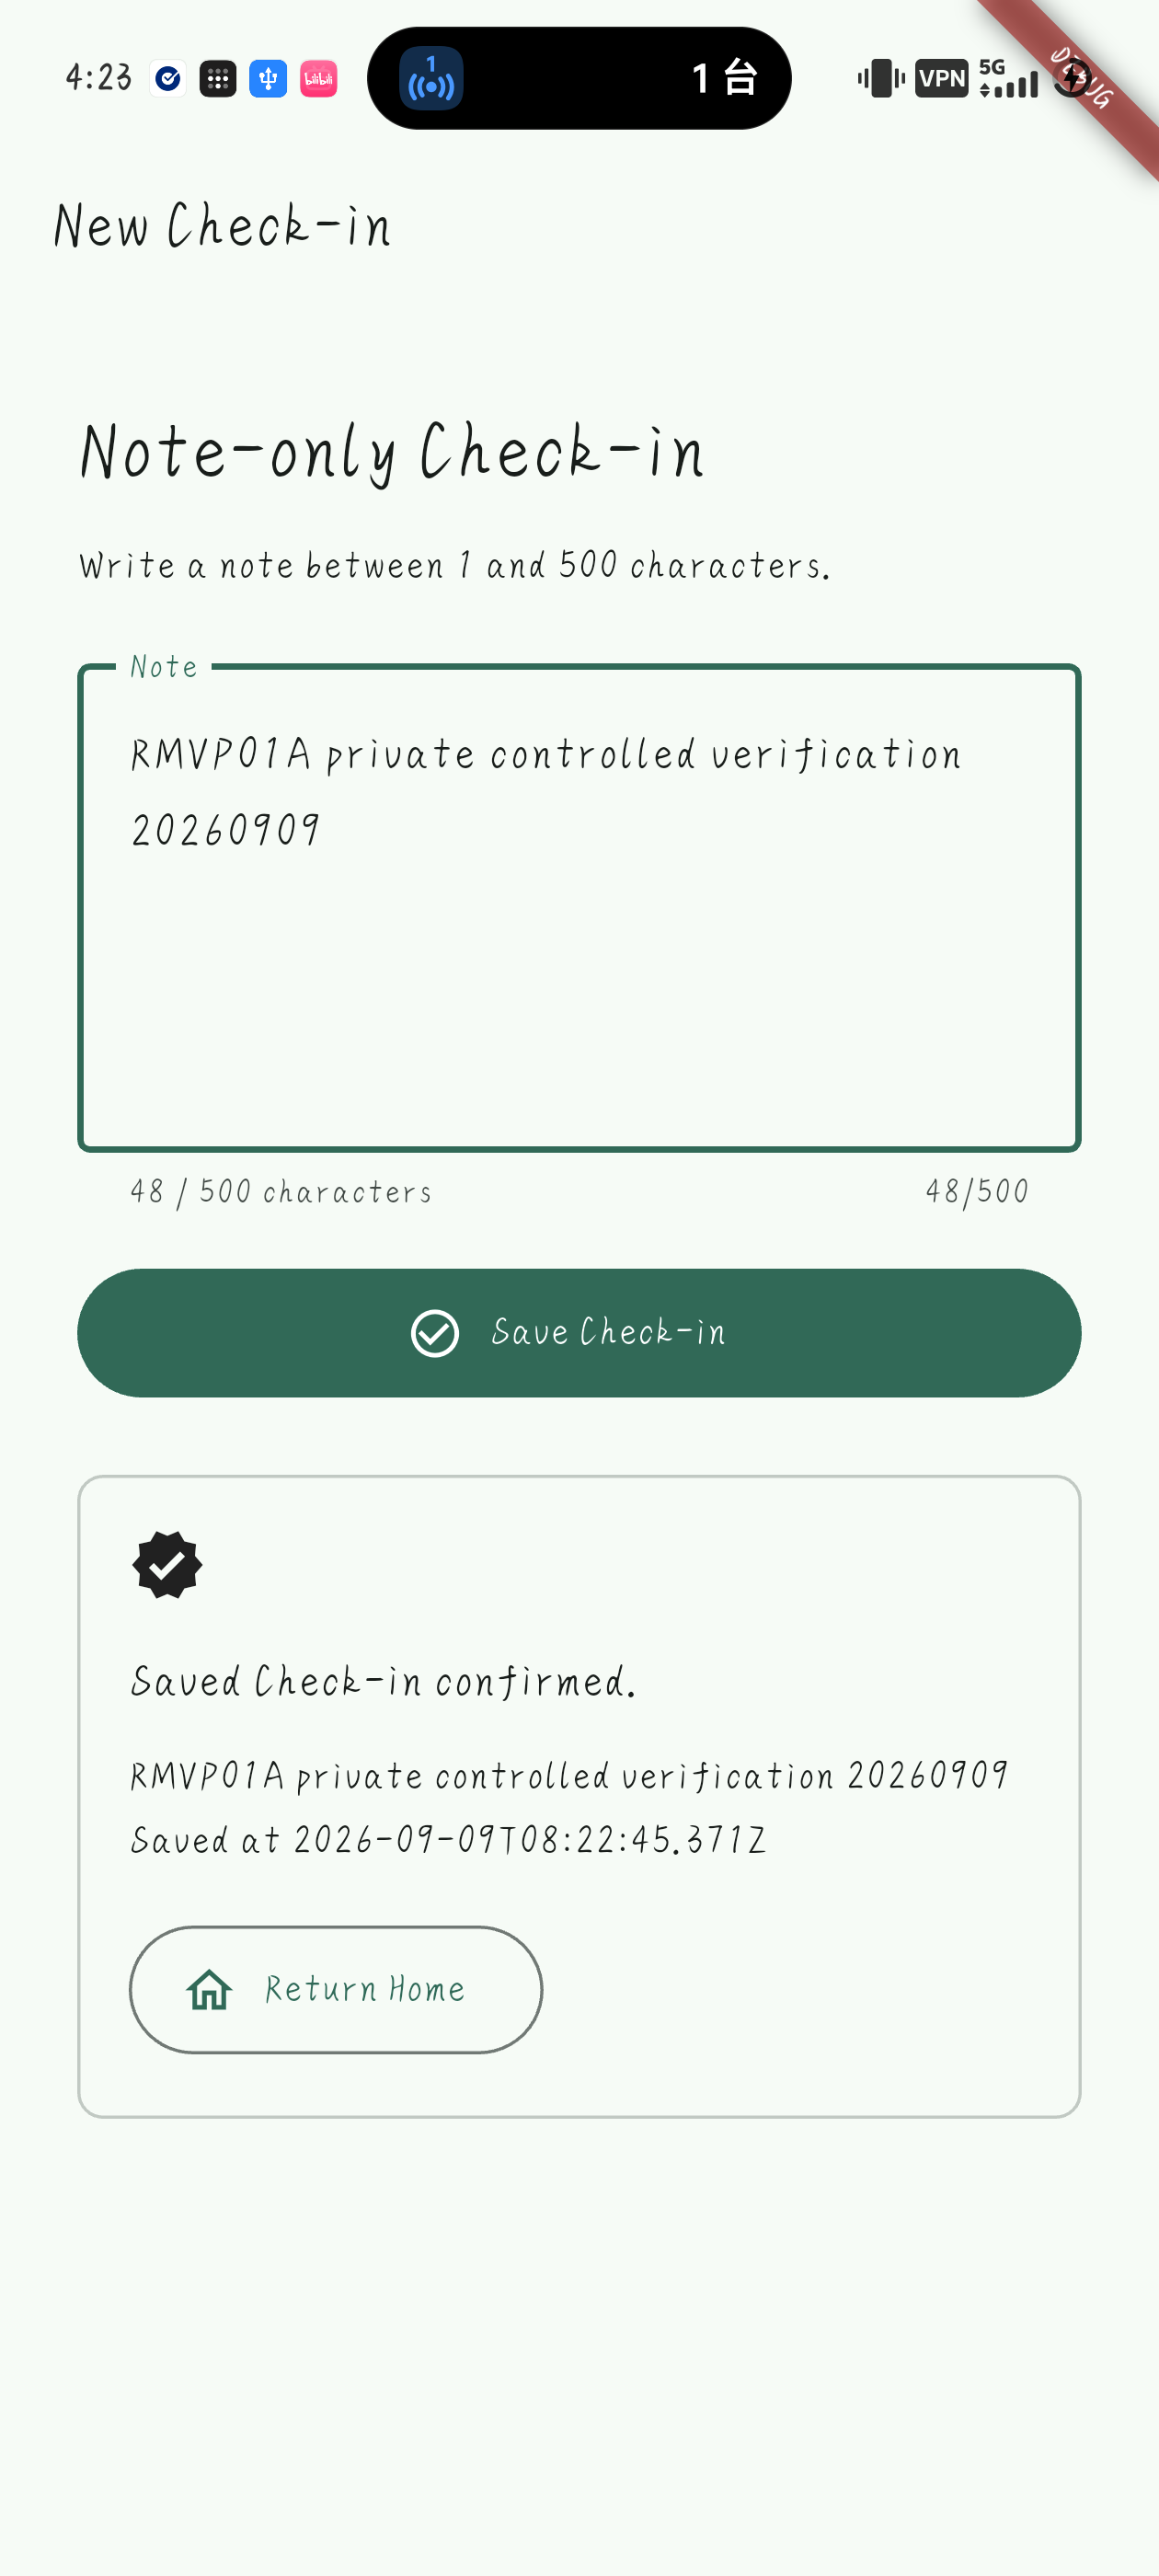 4:23
bilibili
1
1 台
VPN
5G
DEBUG
New Check-in
Note-only Check-in
Write a note between 1 and 500 characters.
Note
RMVP01A private controlled verification
20260909
48 / 500 characters
48/500
Save Check-in
Saved Check-in confirmed.
RMVP01A private controlled verification 20260909
Saved at 2026-09-09T08:22:45.371Z
Return Home